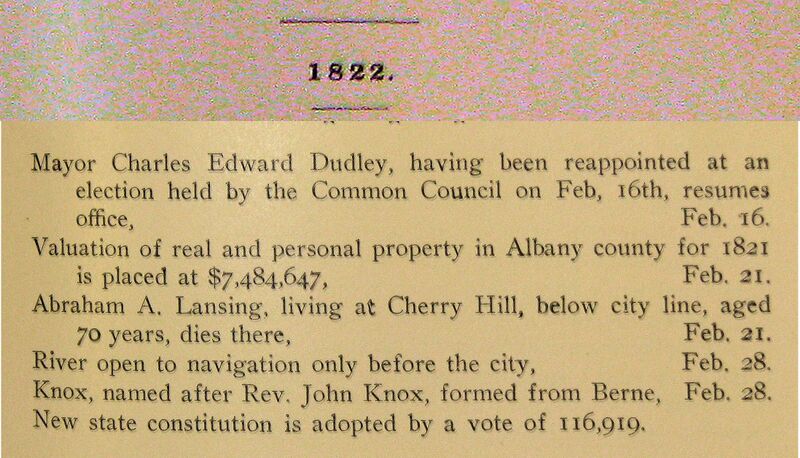 1822.
Mayor Charles Edward Dudley, having been reappointed at an
election held by the Common Council on Feb, 16th, resumes
office, Feb. 16.
Valuation of real and personal property in Albany county for 1821
is placed at $7,484,647, Feb. 21.
Abraham A. Lansing, living at Cherry Hill, below city line, aged
70 years, dies there, Feb. 21.
River open to navigation only before the city, Feb. 28.
Knox, named after Rev. John Knox, formed from Berne, Feb. 28.
New state constitution is adopted by a vote of 116,919.